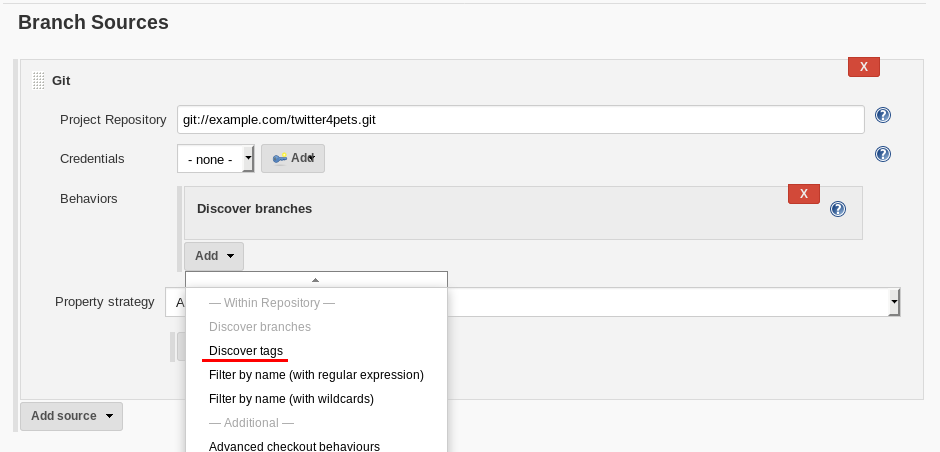 Branch Sources
X
Git
Project Repository git://example.com/twitter4pets.git ?
Credentials - none - Add ?
Behaviors
X
Discover branches ?
Add
Property strategy A
— Within Repository —
Discover branches
Discover tags
Filter by name (with regular expression)
Filter by name (with wildcards)
— Additional —
Add source
Advanced checkout behaviours